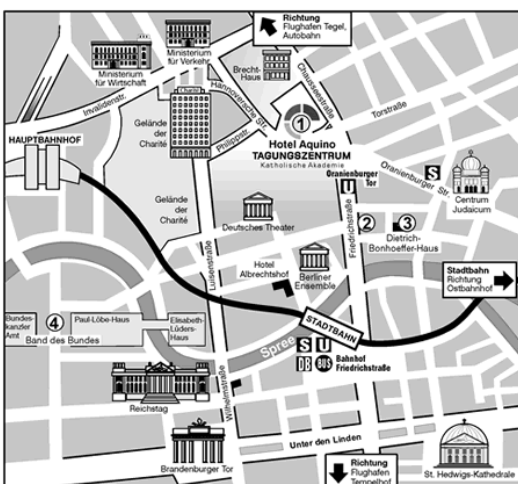 Richtung
Flughafen Tegel,
Autobahn
Ministerium
für Verkehr
Ministerium
für Wirtschaft
Brecht-
Haus
Chausseestraße
Invalidenstr.
Hannoversche Str.
Charité
Torstraße
Gelände
der
Charité
Philippstr.
1
Hotel Aquino
TAGUNGSZENTRUM
Katholische Akademie
HAUPTBAHNHOF
Oranienburger
Tor
U
Oranienburger Str.
S
Centrum
Judaicum
Gelände
der
Charité
Deutsches Theater
Friedrichstraße
2
3
Dietrich-
Bonhoeffer-Haus
Luisenstraße
Hotel
Albrechtshof
Berliner
Ensemble
Stadtbahn
Richtung
Ostbahnhof
Bundes-
kanzler
Amt
4
Paul-Löbe-Haus
Elisabeth-
Lüders-
Haus
Band des Bundes
STADTBAHN
Spree
S U
DB BUS
Bahnhof
Friedrichstraße
Reichstag
Wilhelmstraße
Unter den Linden
Brandenburger Tor
Richtung
Flughafen
Tempelhof
St. Hedwigs-Kathedrale